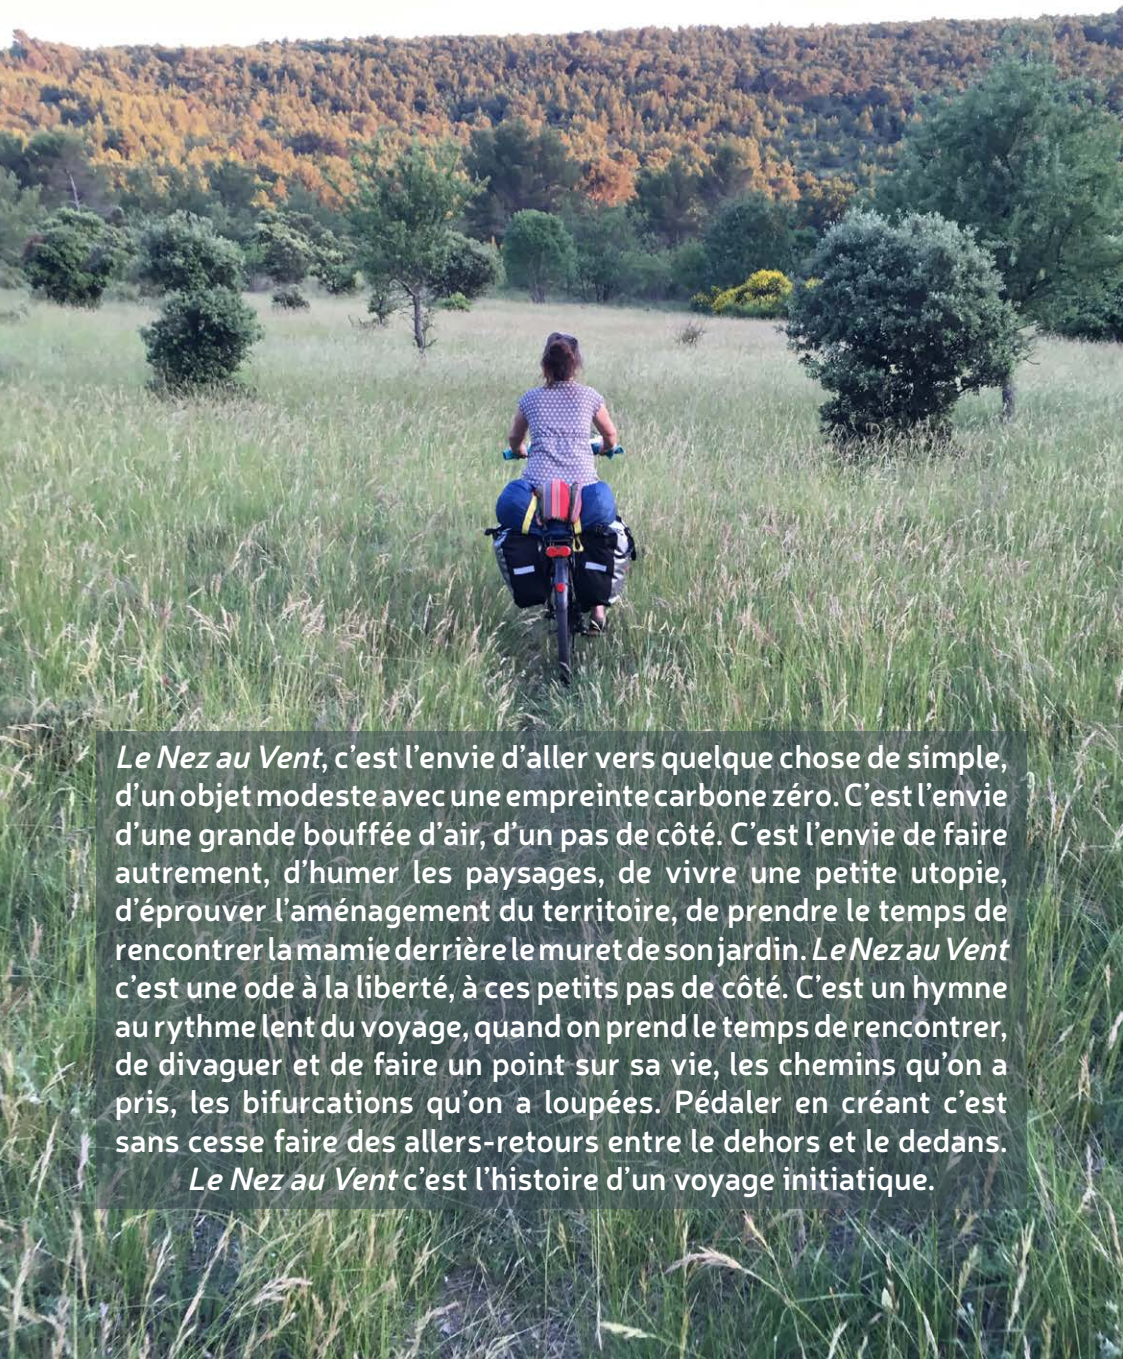 Le Nez au Vent, c’est l’envie d’aller vers quelque chose de simple,
d’un objet modeste avec une empreinte carbone zéro. C’est l’envie
d’une grande bouffée d’air, d’un pas de côté. C’est l’envie de faire
autrement, d’humer les paysages, de vivre une petite utopie,
d’éprouver l’aménagement du territoire, de prendre le temps de
rencontrer la mamie derrière le muret de son jardin. Le Nez au Vent
c’est une ode à la liberté, à ces petits pas de côté. C’est un hymne
au rythme lent du voyage, quand on prend le temps de rencontrer,
de divaguer et de faire un point sur sa vie, les chemins qu’on a
pris, les bifurcations qu’on a loupées. Pédaler en créant c’est
sans cesse faire des allers-retours entre le dehors et le dedans.
Le Nez au Vent c’est l’histoire d’un voyage initiatique.